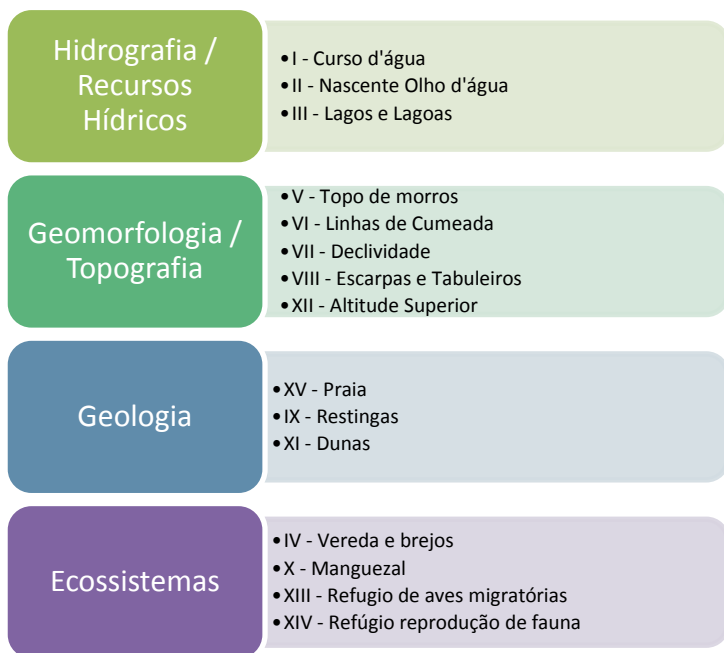 Hidrografia /
Recursos
Hídricos
•I - Curso d'água
•II - Nascente Olho d'água
•III - Lagos e Lagoas
Geomorfologia /
Topografia
•V - Topo de morros
•VI - Linhas de Cumeada
•VII - Declividade
•VIII - Escarpas e Tabuleiros
•XII - Altitude Superior
Geologia
•XV - Praia
•IX - Restingas
•XI - Dunas
Ecossistemas
•IV - Vereda e brejos
•X - Manguezal
•XIII - Refugio de aves migratórias
•XIV - Refúgio reprodução de fauna